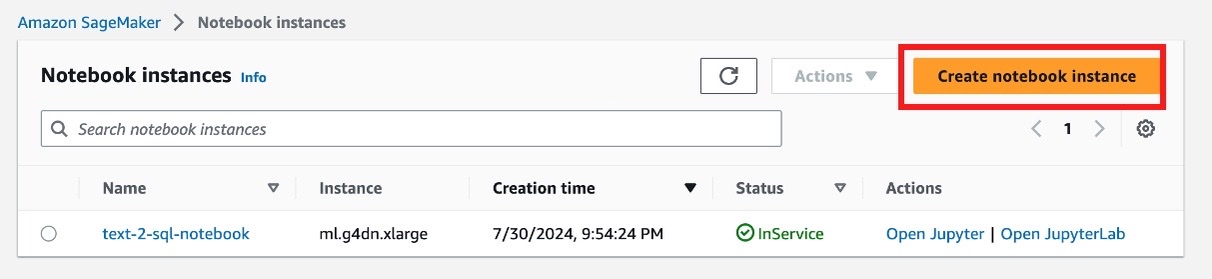 Amazon SageMaker > Notebook instances
Notebook instances Info Actions Create notebook instance
Search notebook instances
1
Name Instance Creation time Status Actions
text-2-sql-notebook ml.g4dn.xlarge 7/30/2024, 9:54:24 PM InService Open Jupyter | Open JupyterLab